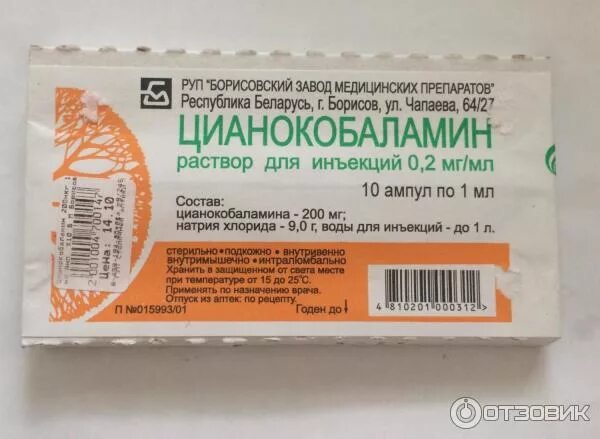 РУП "БОРИСОВСКИЙ ЗАВОД МЕДИЦИНСКИХ ПРЕПАРАТОВ"
Республика Беларусь, г. Борисов, ул. Чапаева, 64/27
ЦИАНОКОБАЛАМИН
раствор для инъекций 0,2 мг/мл
10 ампул по 1 мл
Состав:
цианокобаламина - 200 мг;
натрия хлорида - 9,0 г, воды для инъекций - до 1 л.
стерильно • подкожно • внутривенно
внутримышечно • интралюмбально
Хранить в защищенном от света месте
при температуре от 15 до 25°С.
Применять по назначению врача.
Отпуск из аптек: по рецепту.
П №015993/01
Годен до
4 810201 000312
2 001004 700147
Цена: 14.10
ОТЗОВИК